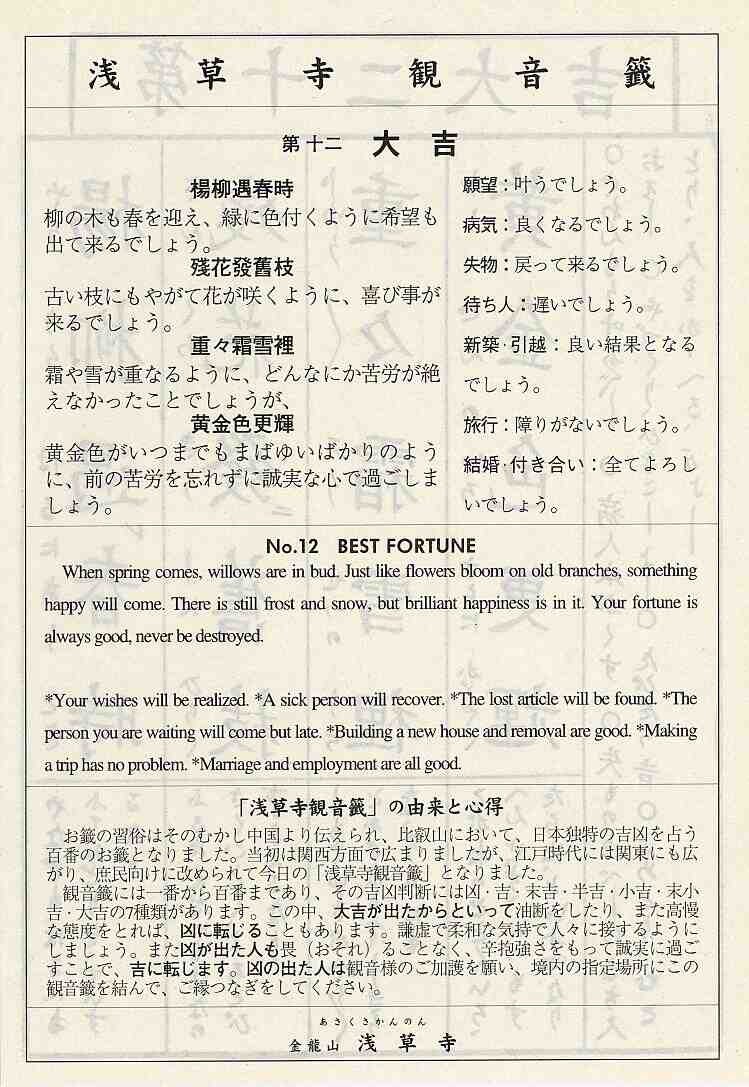 浅草寺観音籤
第十二 大吉
楊柳遇春時
柳の木も春を迎え、緑に色付くように希望も
出て来るでしょう。
殘花發舊枝
古い枝にもやがて花が咲くように、喜び事が
来るでしょう。
重々霜雪裡
霜や雪が重なるように、どんなにか苦労が絶
えなかったことでしょうが、
黄金色更輝
黄金色がいつまでもまばゆいばかりのよう
に、前の苦労を忘れずに誠実な心で過ごしま
しょう。
願望：叶うでしょう。
病気：良くなるでしょう。
失物：戻って来るでしょう。
待ち人：遅いでしょう。
新築・引越：良い結果となる
でしょう。
旅行：障りがないでしょう。
結婚・付き合い：全てよろし
いでしょう。
No.12 BEST FORTUNE
When spring comes, willows are in bud. Just like flowers bloom on old branches, something
happy will come. There is still frost and snow, but brilliant happiness is in it. Your fortune is
always good, never be destroyed.
*Your wishes will be realized. *A sick person will recover. *The lost article will be found. *The
person you are waiting will come but late. *Building a new house and removal are good. *Making
a trip has no problem. *Marriage and employment are all good.
「浅草寺観音籤」の由来と心得
お籤の習俗はそのむかし中国より伝えられ、比叡山において、日本独特の吉凶を占う
百番のお籤となりました。当初は関西方面で広まりましたが、江戸時代には関東にも広
がり、庶民向けに改められて今日の「浅草寺観音籤」となりました。
観音籤には一番から百番まであり、その吉凶判断には凶・吉・末吉・半吉・小吉・末小
吉・大吉の7種類があります。この中、大吉が出たからといって油断をしたり、また高慢
な態度をとれば、凶に転じることもあります。謙虚で柔和な気持で人々に接するように
しましょう。また凶が出た人も畏（おそれ）ることなく、辛抱強さをもって誠実に過ご
すことで、吉に転じます。凶の出た人は観音様のご加護を願い、境内の指定場所にこの
観音籤を結んで、ご縁つなぎをしてください。
あさくさかんのん
金龍山 浅草寺